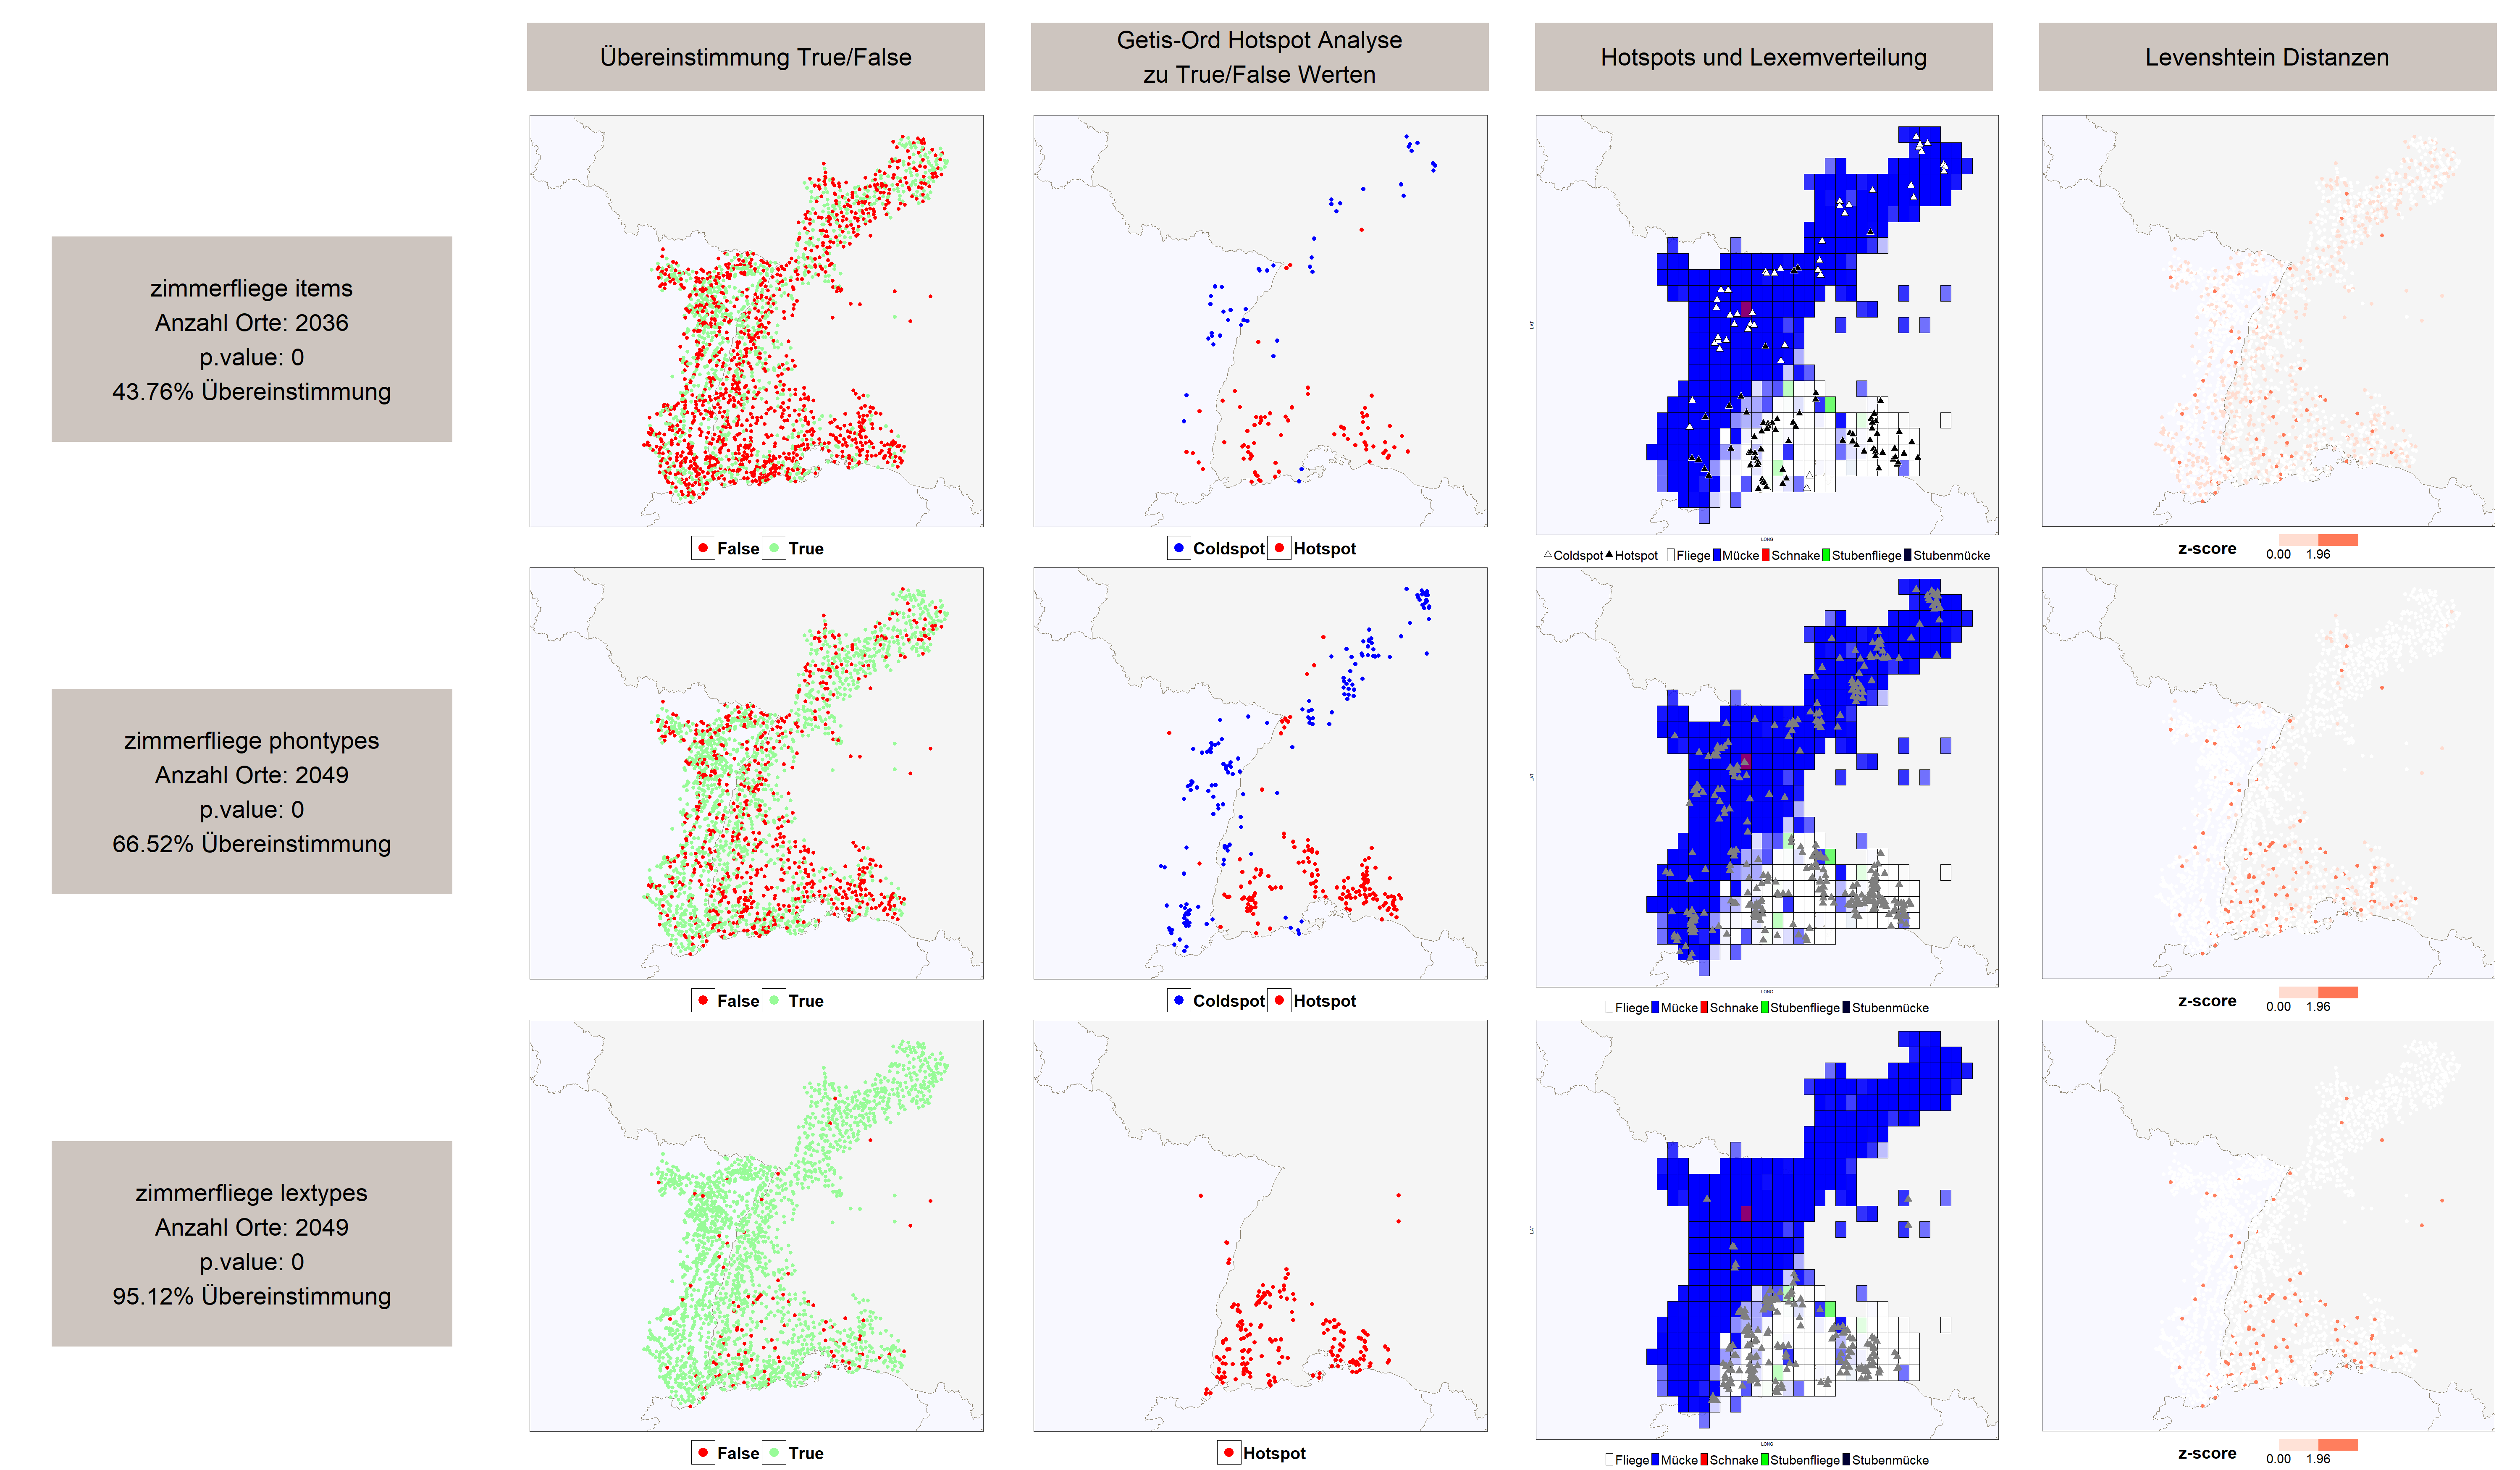 Übereinstimmung True/False
Getis-Ord Hotspot Analyse
zu True/False Werten
Hotspots und Lexemverteilung
Levenshtein Distanzen
zimmerfliege items
Anzahl Orte: 2036
p.value: 0
43.76% Übereinstimmung
False True
Coldspot Hotspot
LAT
LONG
Coldspot Hotspot Fliege Mücke Schnake Stubenfliege Stubenmücke
z-score
0.00 1.96
zimmerfliege phontypes
Anzahl Orte: 2049
p.value: 0
66.52% Übereinstimmung
False True
Coldspot Hotspot
LAT
LONG
Fliege Mücke Schnake Stubenfliege Stubenmücke
z-score
0.00 1.96
zimmerfliege lextypes
Anzahl Orte: 2049
p.value: 0
95.12% Übereinstimmung
False True
Hotspot
LAT
LONG
Fliege Mücke Schnake Stubenfliege Stubenmücke
z-score
0.00 1.96